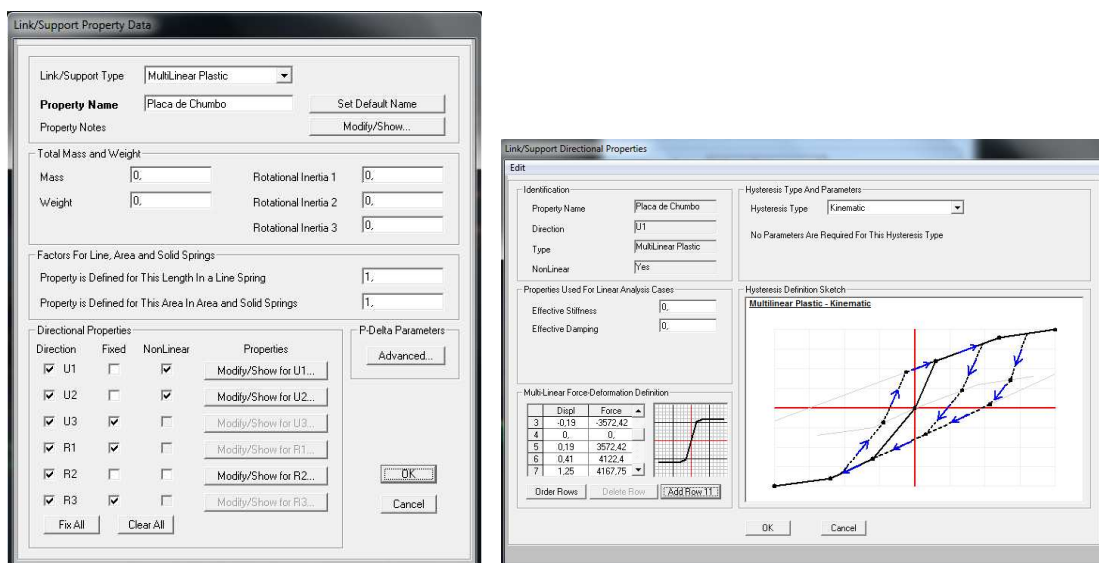 Link/Support Property Data
Link/Support Type MultiLinear Plastic
Property Name Placa de Chumbo Set Default Name
Property Notes Modify/Show...
Total Mass and Weight
Mass 0, Rotational Inertia 1 0,
Weight 0, Rotational Inertia 2 0,
Rotational Inertia 3 0,
Factors For Line, Area and Solid Springs
Property is Defined for This Length In a Line Spring 1,
Property is Defined for This Area In Area and Solid Springs 1,
Directional Properties
Direction Fixed NonLinear Properties
U1 Modify/Show for U1...
U2 Modify/Show for U2...
U3 Modify/Show for U3...
R1 Modify/Show for R1...
R2 Modify/Show for R2...
R3 Modify/Show for R3...
Fix All Clear All
P-Delta Parameters
Advanced...
OK
Cancel
Link/Support Directional Properties
Edit
Identification
Property Name Placa de Chumbo
Direction U1
Type MultiLinear Plastic
NonLinear Yes
Properties Used For Linear Analysis Cases
Effective Stiffness 0,
Effective Damping 0,
Multi-Linear Force-Deformation Definition
Displ Force
3 -0,19 -3572,42
4 0, 0,
5 0,19 3572,42
6 0,41 4122,4
7 1,25 4167,75
Order Rows Delete Row Add Row 11
Hysteresis Type And Parameters
Hysteresis Type Kinematic
No Parameters Are Required For This Hysteresis Type
Hysteresis Definition Sketch
Multilinear Plastic - Kinematic
OK Cancel